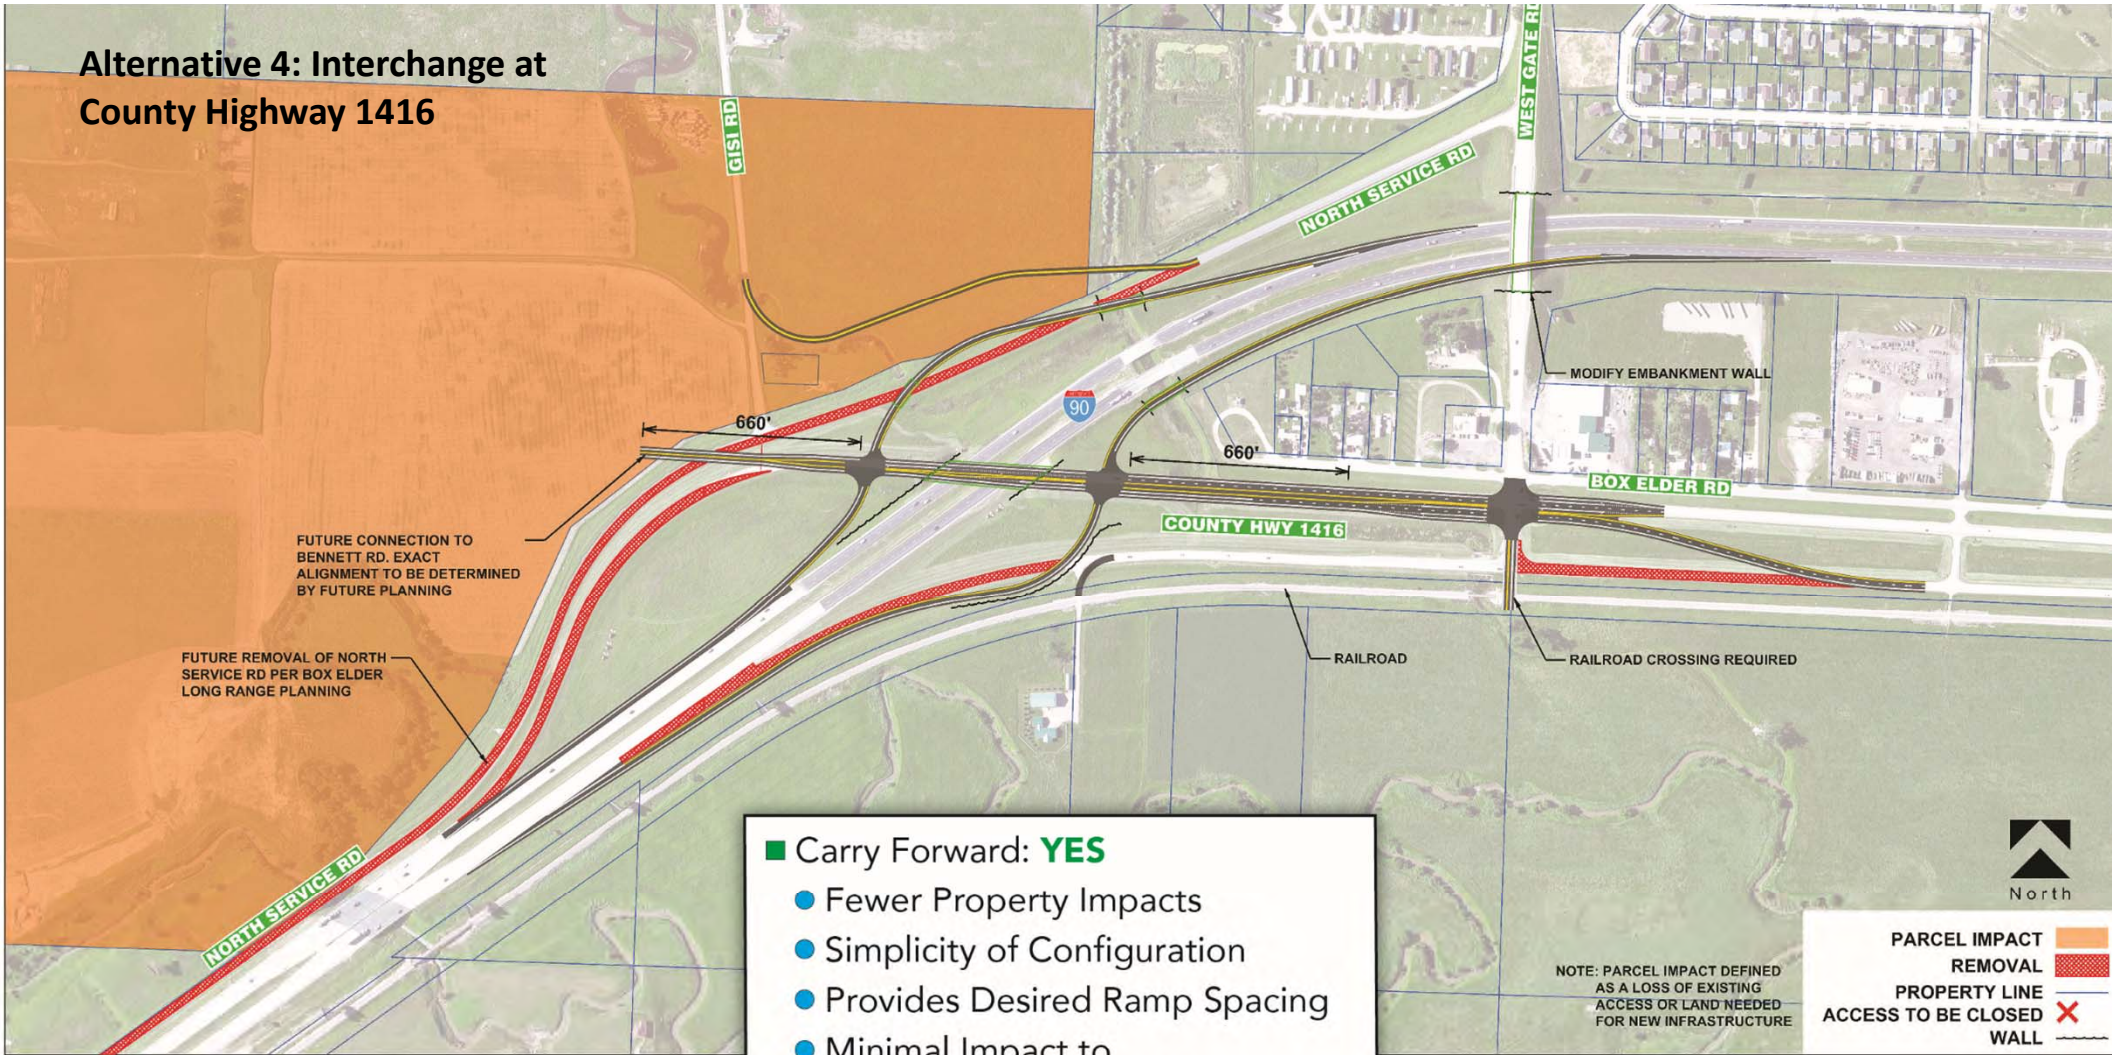 Alternative 4: Interchange at
County Highway 1416
GISI RD
WEST GATE RD
NORTH SERVICE RD
MODIFY EMBANKMENT WALL
90
660'
660'
BOX ELDER RD
COUNTY HWY 1416
FUTURE CONNECTION TO
BENNETT RD. EXACT
ALIGNMENT TO BE DETERMINED
BY FUTURE PLANNING
FUTURE REMOVAL OF NORTH
SERVICE RD PER BOX ELDER
LONG RANGE PLANNING
RAILROAD
RAILROAD CROSSING REQUIRED
NORTH SERVICE RD
Carry Forward: YES
Fewer Property Impacts
Simplicity of Configuration
Provides Desired Ramp Spacing
Minimal Impact to
North
NOTE: PARCEL IMPACT DEFINED
AS A LOSS OF EXISTING
ACCESS OR LAND NEEDED
FOR NEW INFRASTRUCTURE
PARCEL IMPACT
REMOVAL
PROPERTY LINE
ACCESS TO BE CLOSED
WALL